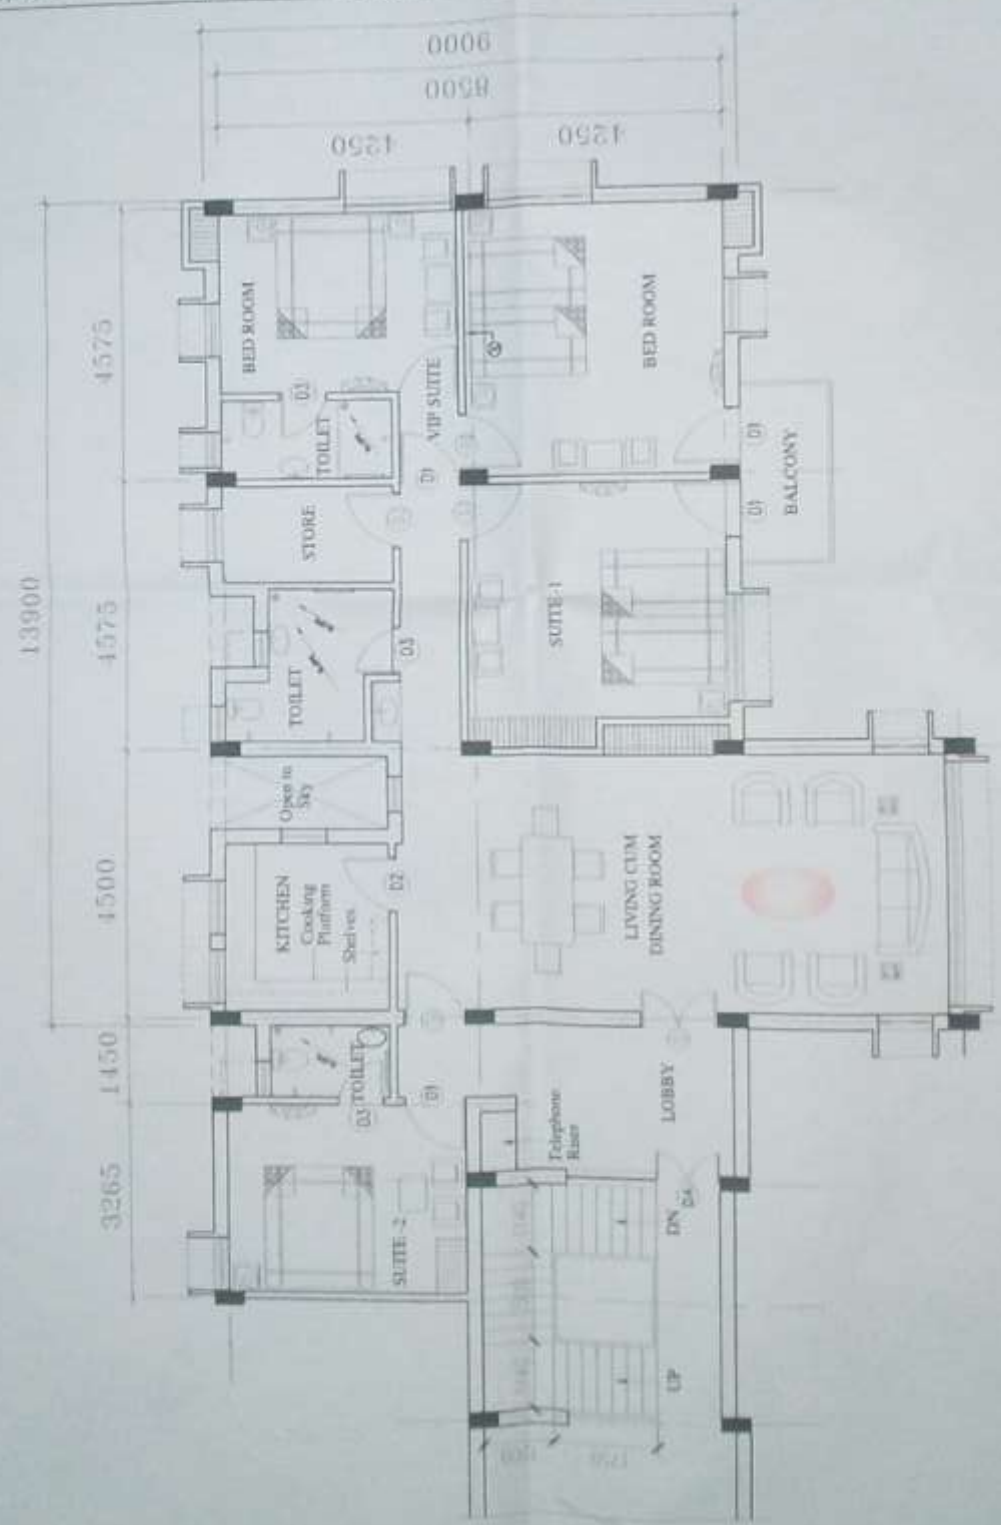 9000
8500
4250
4250
13900
4575
4575
4500
1450
3265
BED ROOM
D2
TOILET
VIP SUITE
D1
BED ROOM
STORE
D1
D1
BALCONY
SUITE-1
TOILET
D3
Open to
Sky
KITCHEN
Cooking
Platform
Shelves
D2
LIVING CUM
DINING ROOM
TOILET
D3
D1
SUITE-2
Telephone
Riser
LOBBY
DN
D4
UP